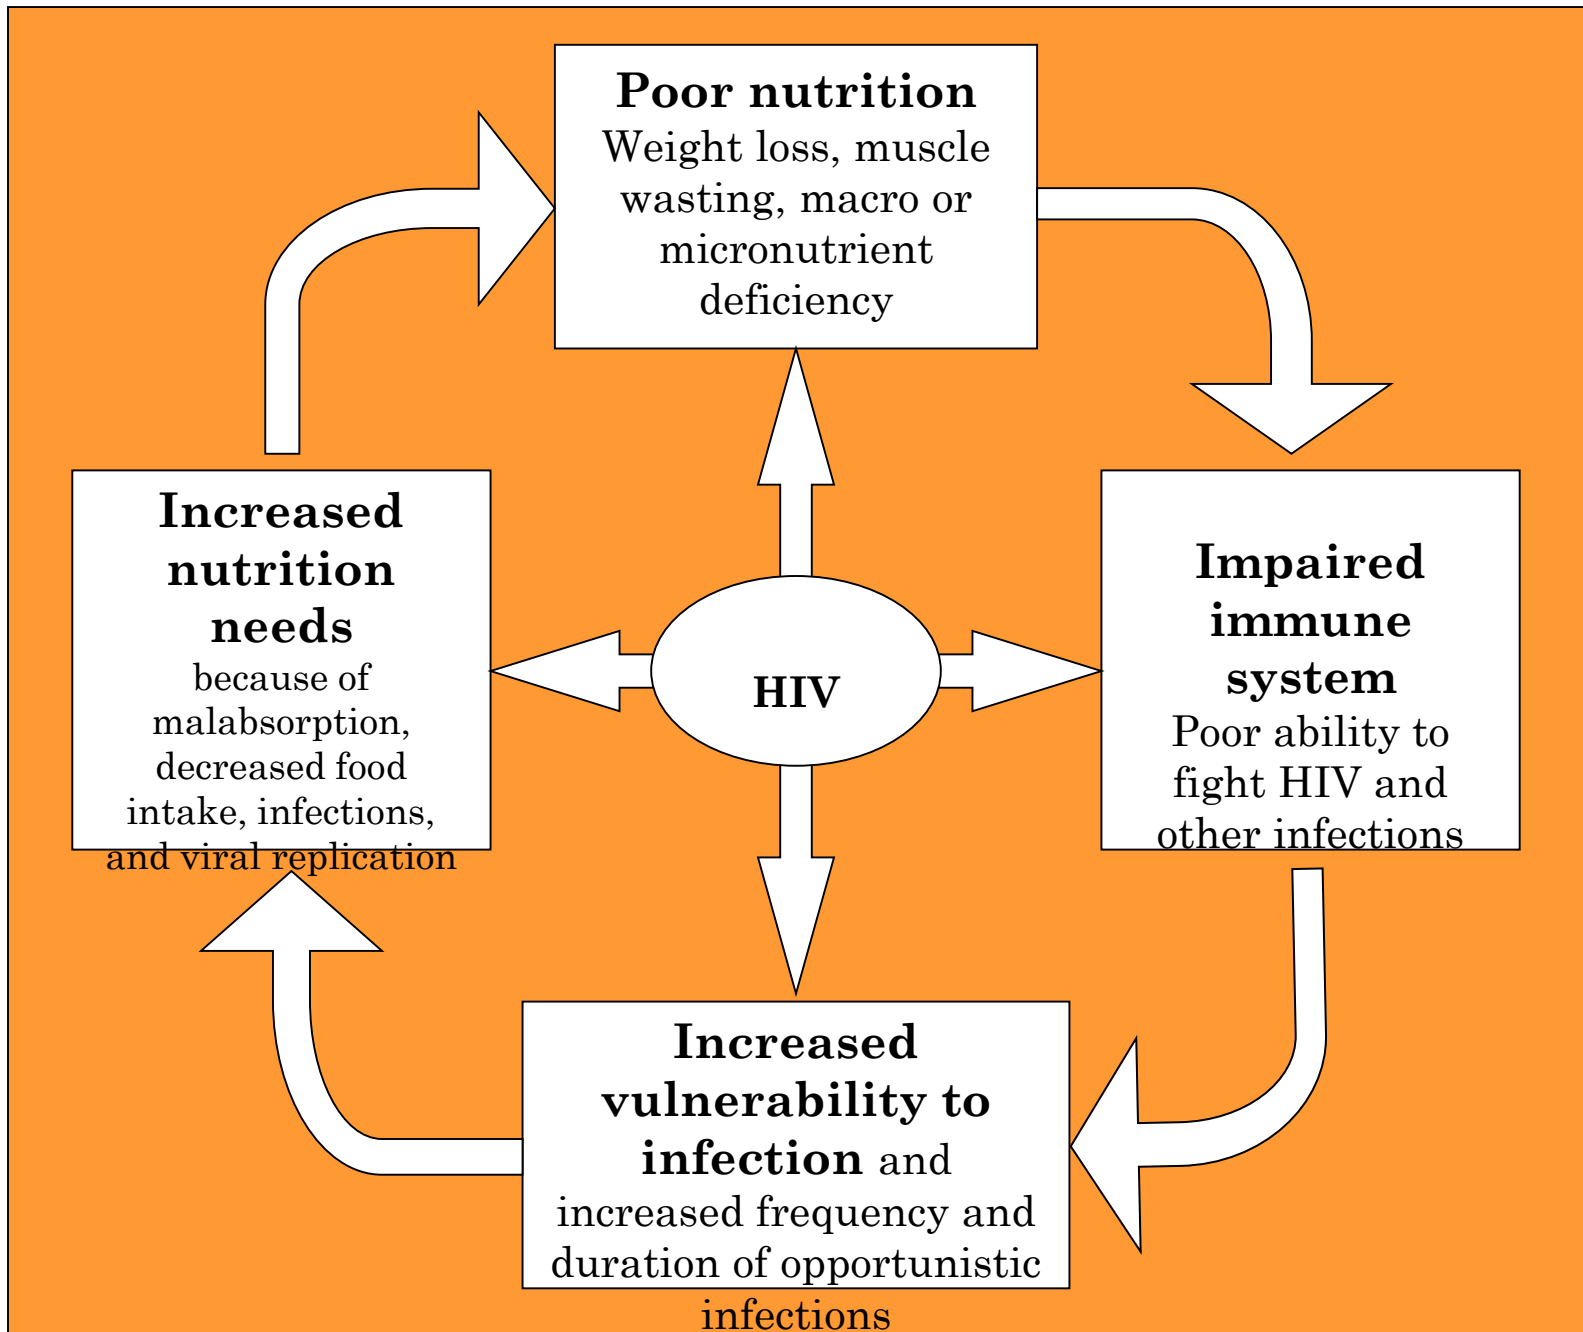 Poor nutrition
Weight loss, muscle
wasting, macro or
micronutrient
deficiency
Increased
nutrition
needs
because of
malabsorption,
decreased food
intake, infections,
and viral replication
HIV
Impaired
immune
system
Poor ability to
fight HIV and
other infections
Increased
vulnerability to
infection and
increased frequency and
duration of opportunistic
infections